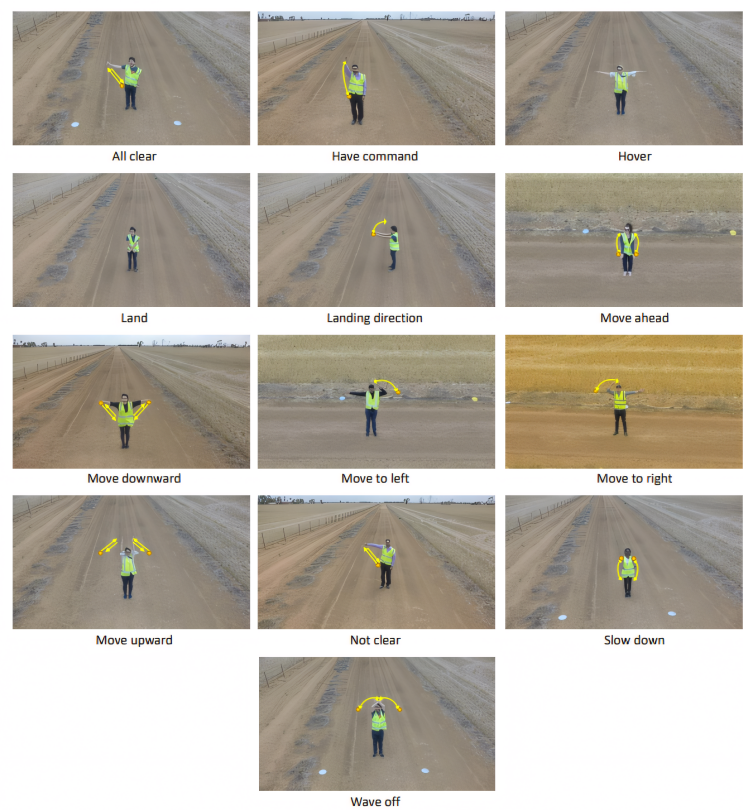 All clear
Have command
Hover
Land
Landing direction
Move ahead
Move downward
Move to left
Move to right
Move upward
Not clear
Slow down
Wave off